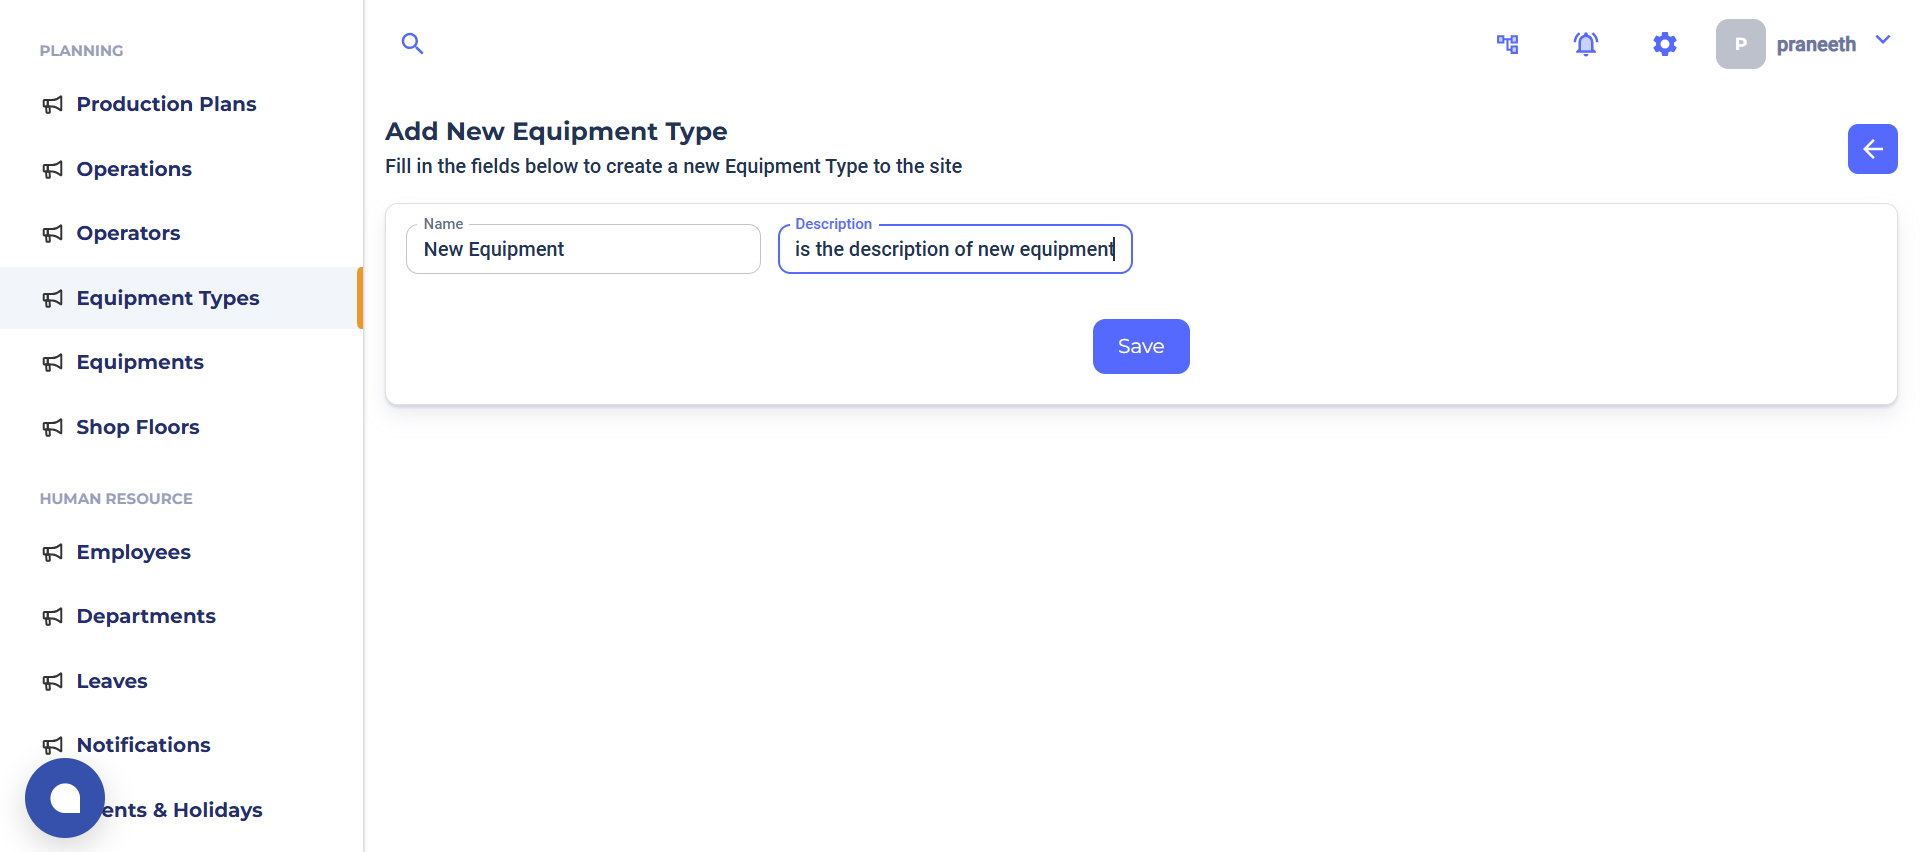 PLANNING
Production Plans
Operations
Operators
Equipment Types
Equipments
Shop Floors
HUMAN RESOURCE
Employees
Departments
Leaves
Notifications
ents & Holidays
P
praneeth
Add New Equipment Type
Fill in the fields below to create a new Equipment Type to the site
Name
New Equipment
Description
is the description of new equipment
Save